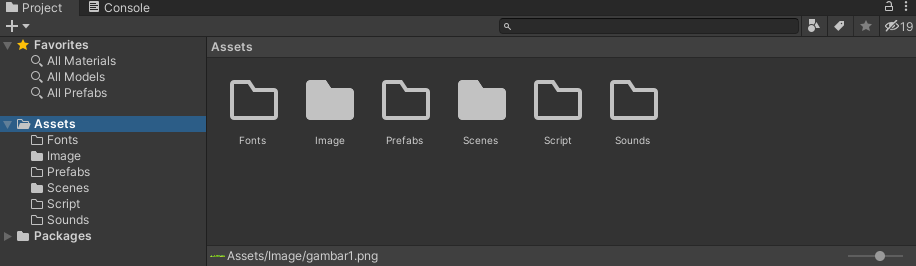 Project
Console
19
Favorites
All Materials
All Models
All Prefabs
Assets
Fonts
Image
Prefabs
Scenes
Script
Sounds
Packages
Assets
Fonts
Image
Prefabs
Scenes
Script
Sounds
Assets/Image/gambar1.png